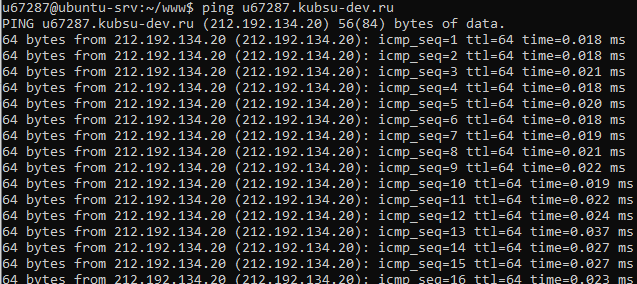 u67287@ubuntu-srv:~/www$ ping u67287.kubsu-dev.ru
PING u67287.kubsu-dev.ru (212.192.134.20) 56(84) bytes of data.
64 bytes from 212.192.134.20 (212.192.134.20): icmp_seq=1 ttl=64 time=0.018 ms
64 bytes from 212.192.134.20 (212.192.134.20): icmp_seq=2 ttl=64 time=0.018 ms
64 bytes from 212.192.134.20 (212.192.134.20): icmp_seq=3 ttl=64 time=0.021 ms
64 bytes from 212.192.134.20 (212.192.134.20): icmp_seq=4 ttl=64 time=0.018 ms
64 bytes from 212.192.134.20 (212.192.134.20): icmp_seq=5 ttl=64 time=0.020 ms
64 bytes from 212.192.134.20 (212.192.134.20): icmp_seq=6 ttl=64 time=0.018 ms
64 bytes from 212.192.134.20 (212.192.134.20): icmp_seq=7 ttl=64 time=0.019 ms
64 bytes from 212.192.134.20 (212.192.134.20): icmp_seq=8 ttl=64 time=0.021 ms
64 bytes from 212.192.134.20 (212.192.134.20): icmp_seq=9 ttl=64 time=0.022 ms
64 bytes from 212.192.134.20 (212.192.134.20): icmp_seq=10 ttl=64 time=0.019 ms
64 bytes from 212.192.134.20 (212.192.134.20): icmp_seq=11 ttl=64 time=0.022 ms
64 bytes from 212.192.134.20 (212.192.134.20): icmp_seq=12 ttl=64 time=0.024 ms
64 bytes from 212.192.134.20 (212.192.134.20): icmp_seq=13 ttl=64 time=0.037 ms
64 bytes from 212.192.134.20 (212.192.134.20): icmp_seq=14 ttl=64 time=0.027 ms
64 bytes from 212.192.134.20 (212.192.134.20): icmp_seq=15 ttl=64 time=0.027 ms
64 bytes from 212.192.134.20 (212.192.134.20): icmp_seq=16 ttl=64 time=0.023 ms